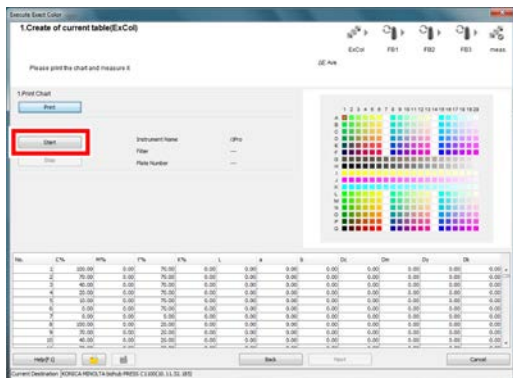 Execute Exact Color
1.Create of current table(ExCol)
ExCol FB1 FB2 FB3 meas
ΔE Ave.
Please print the chart and measure it.
1.Print Chart
Print
Start
Stop
Instrument Name i1Pro
Filter ---
Plate Number ---
1 2 3 4 5 6 7 8 9 10 11 12 13 14 15 16 17 18 19 20
A
B
C
D
E
F
G
H
I
J
K
L
M
N
O
P
Q
No. C% M% Y% K% L a b Dc Dm Dy Dk
1 100.00 0.00 70.00 0.00 0.00 0.00 0.00 0.00 0.00 0.00 0.00
2 70.00 0.00 70.00 0.00 0.00 0.00 0.00 0.00 0.00 0.00 0.00
3 40.00 0.00 70.00 0.00 0.00 0.00 0.00 0.00 0.00 0.00 0.00
4 20.00 0.00 70.00 0.00 0.00 0.00 0.00 0.00 0.00 0.00 0.00
5 10.00 0.00 70.00 0.00 0.00 0.00 0.00 0.00 0.00 0.00 0.00
6 0.00 0.00 70.00 0.00 0.00 0.00 0.00 0.00 0.00 0.00 0.00
7 0.00 0.00 0.00 0.00 0.00 0.00 0.00 0.00 0.00 0.00
8 100.00 0.00 20.00 0.00 0.00 0.00 0.00 0.00 0.00 0.00 0.00
9 70.00 0.00 20.00 0.00 0.00 0.00 0.00 0.00 0.00 0.00 0.00
10 40.00 0.00 20.00 0.00 0.00 0.00 0.00 0.00 0.00 0.00 0.00
Help(F1) Back Next Cancel
Current Destination KONICA MINOLTA bizhub PRESS C1100[10.11.32.185]